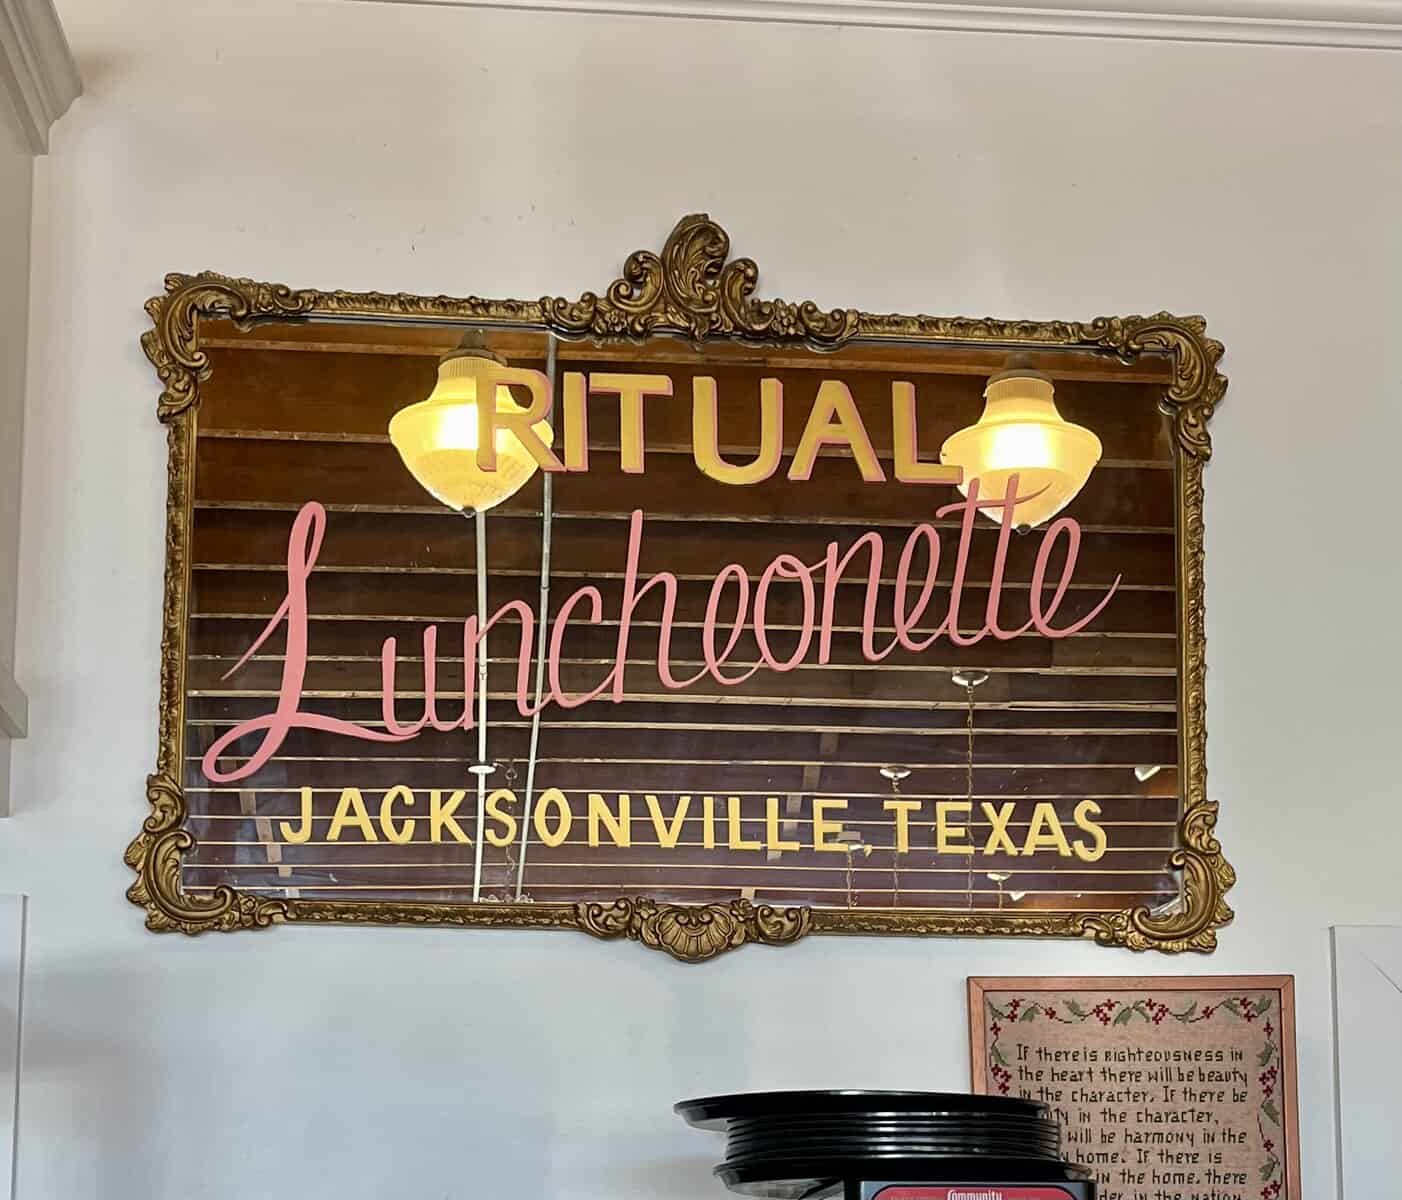 RITUAL
Luncheonette
JACKSONVILLE, TEXAS
If there is righteousness in
the heart there will be beauty
in the character. If there be
in the character,
will be harmony in the
home. If there is
in the home, there
in the nation
Community